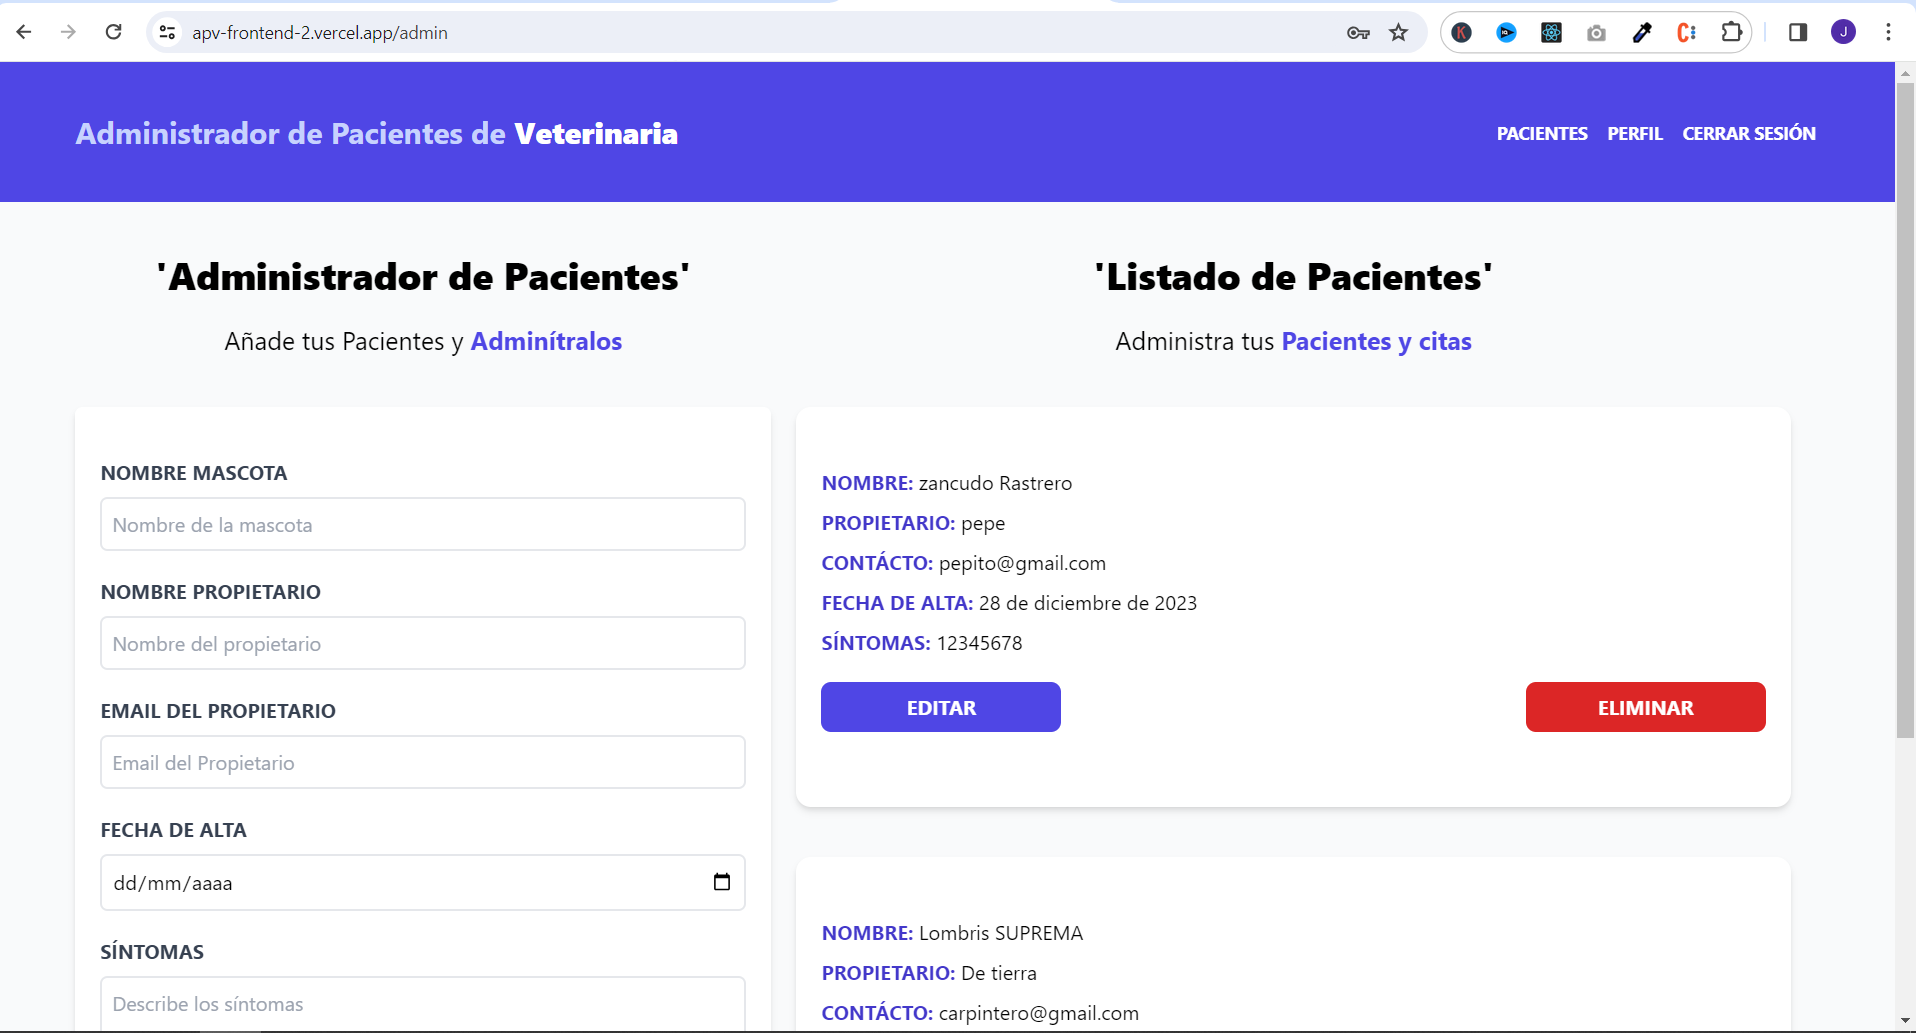 apv-frontend-2.vercel.app/admin
K
IQ
J
Administrador de Pacientes de Veterinaria
PACIENTES PERFIL CERRAR SESIÓN
'Administrador de Pacientes'
Añade tus Pacientes y Adminítralos
NOMBRE MASCOTA
Nombre de la mascota
NOMBRE PROPIETARIO
Nombre del propietario
EMAIL DEL PROPIETARIO
Email del Propietario
FECHA DE ALTA
dd/mm/aaaa
SÍNTOMAS
Describe los síntomas
'Listado de Pacientes'
Administra tus Pacientes y citas
NOMBRE: zancudo Rastrero
PROPIETARIO: pepe
CONTÁCTO: pepito@gmail.com
FECHA DE ALTA: 28 de diciembre de 2023
SÍNTOMAS: 12345678
EDITAR ELIMINAR
NOMBRE: Lombris SUPREMA
PROPIETARIO: De tierra
CONTÁCTO: carpintero@gmail.com